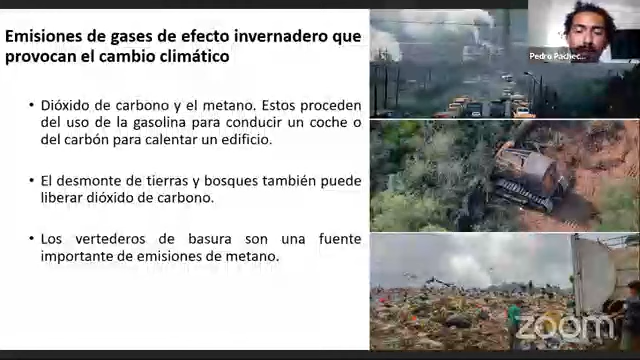 Emisiones de gases de efecto invernadero que
provocan el cambio climático
• Dióxido de carbono y el metano. Estos proceden
del uso de la gasolina para conducir un coche o
del carbón para calentar un edificio.
• El desmonte de tierras y bosques también puede
liberar dióxido de carbono.
• Los vertederos de basura son una fuente
importante de emisiones de metano.
Pedro Pachec...
zoom